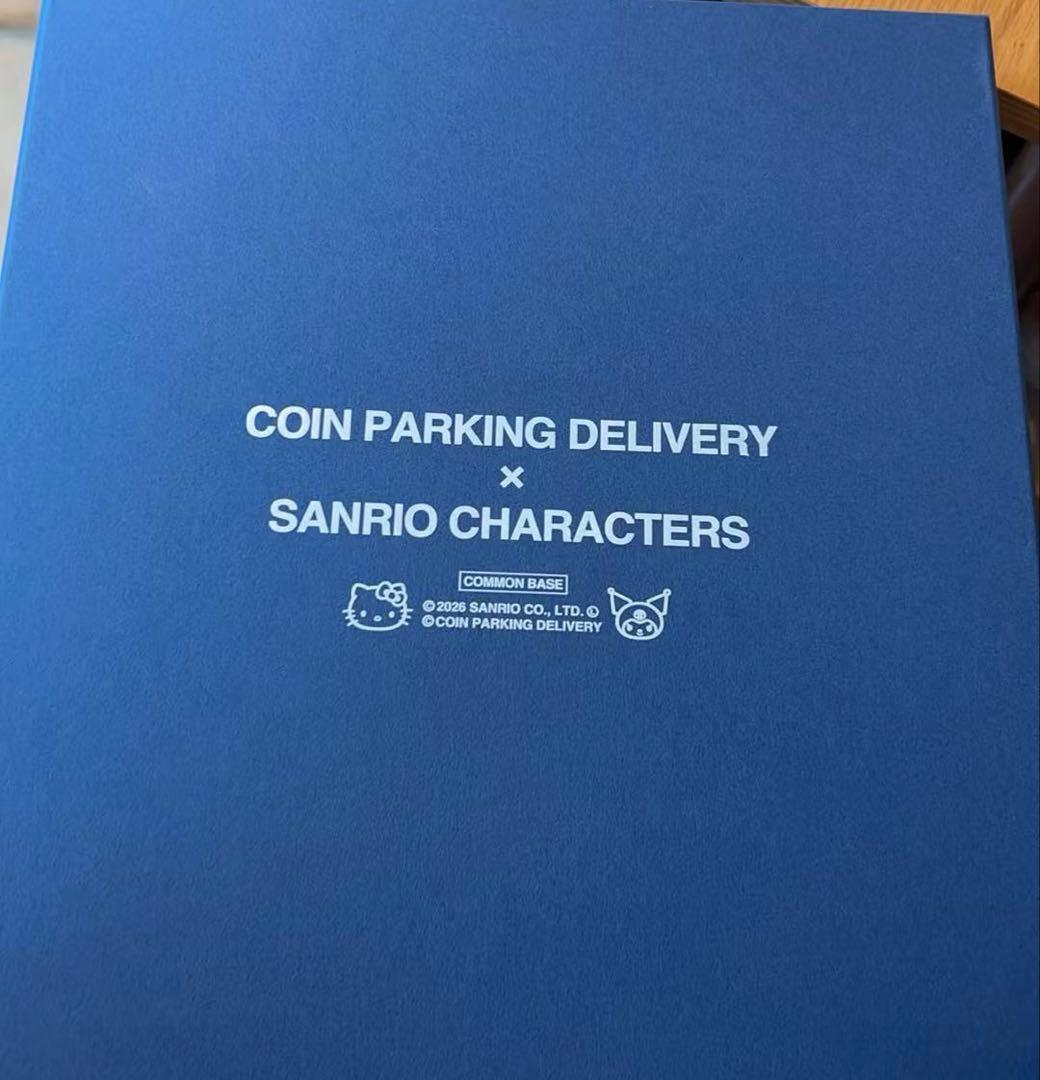 COIN PARKING DELIVERY
×
SANRIO CHARACTERS
COMMON BASE
©2026 SANRIO CO., LTD. Ⓛ
©COIN PARKING DELIVERY